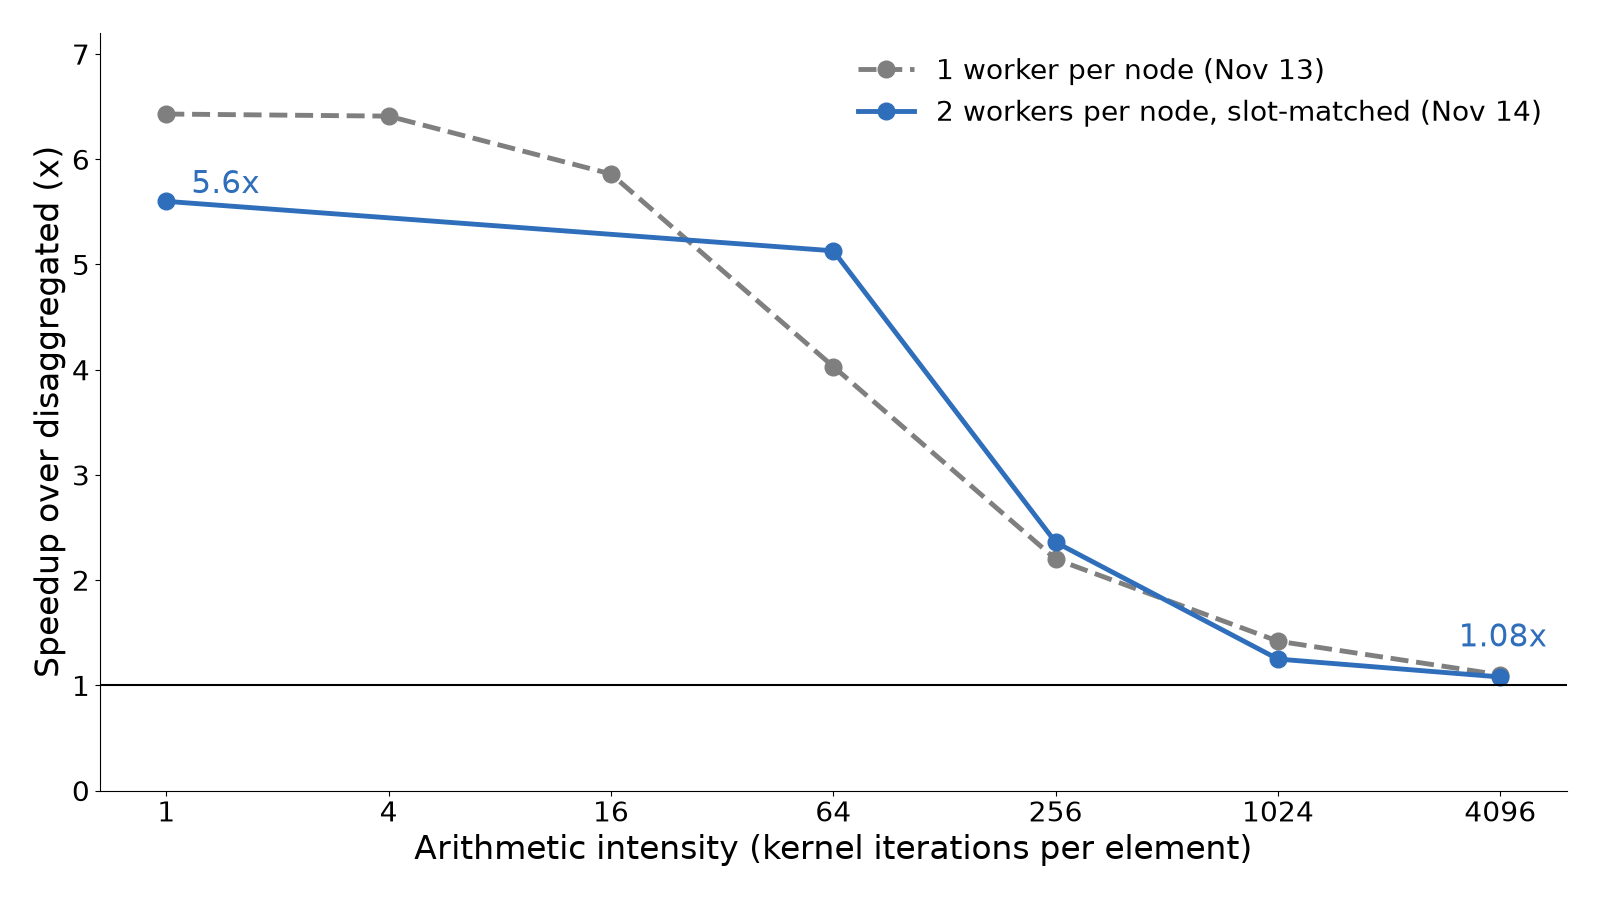 1 worker per node (Nov 13)
2 workers per node, slot-matched (Nov 14)
Speedup over disaggregated (x)
7
6
5
4
3
2
1
0
5.6x
1.08x
1 4 16 64 256 1024 4096
Arithmetic intensity (kernel iterations per element)